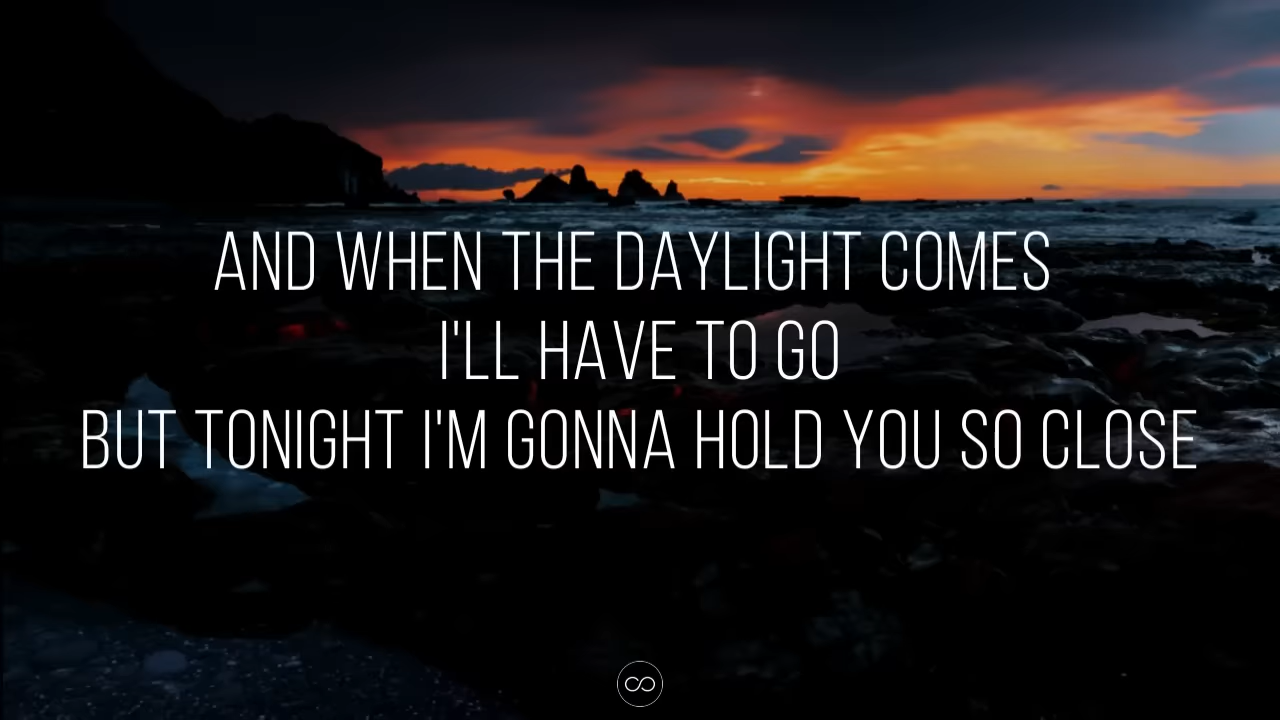 AND WHEN THE DAYLIGHT COMES
I'LL HAVE TO GO
BUT TONIGHT I'M GONNA HOLD YOU SO CLOSE